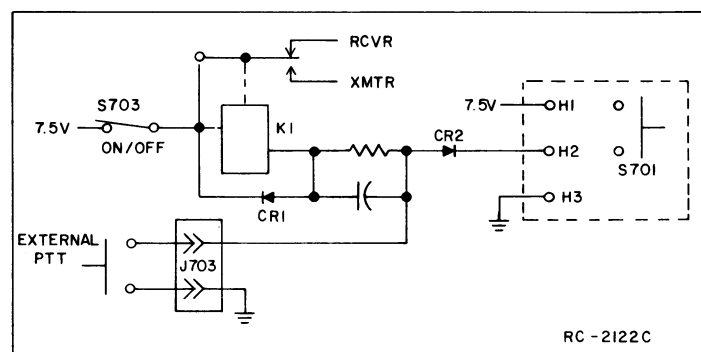 RCVR
XMTR
S703
7.5V
ON/OFF
K1
7.5V
H1
CR2
H2
S701
CR1
H3
EXTERNAL
PTT
J703
RC-2122C